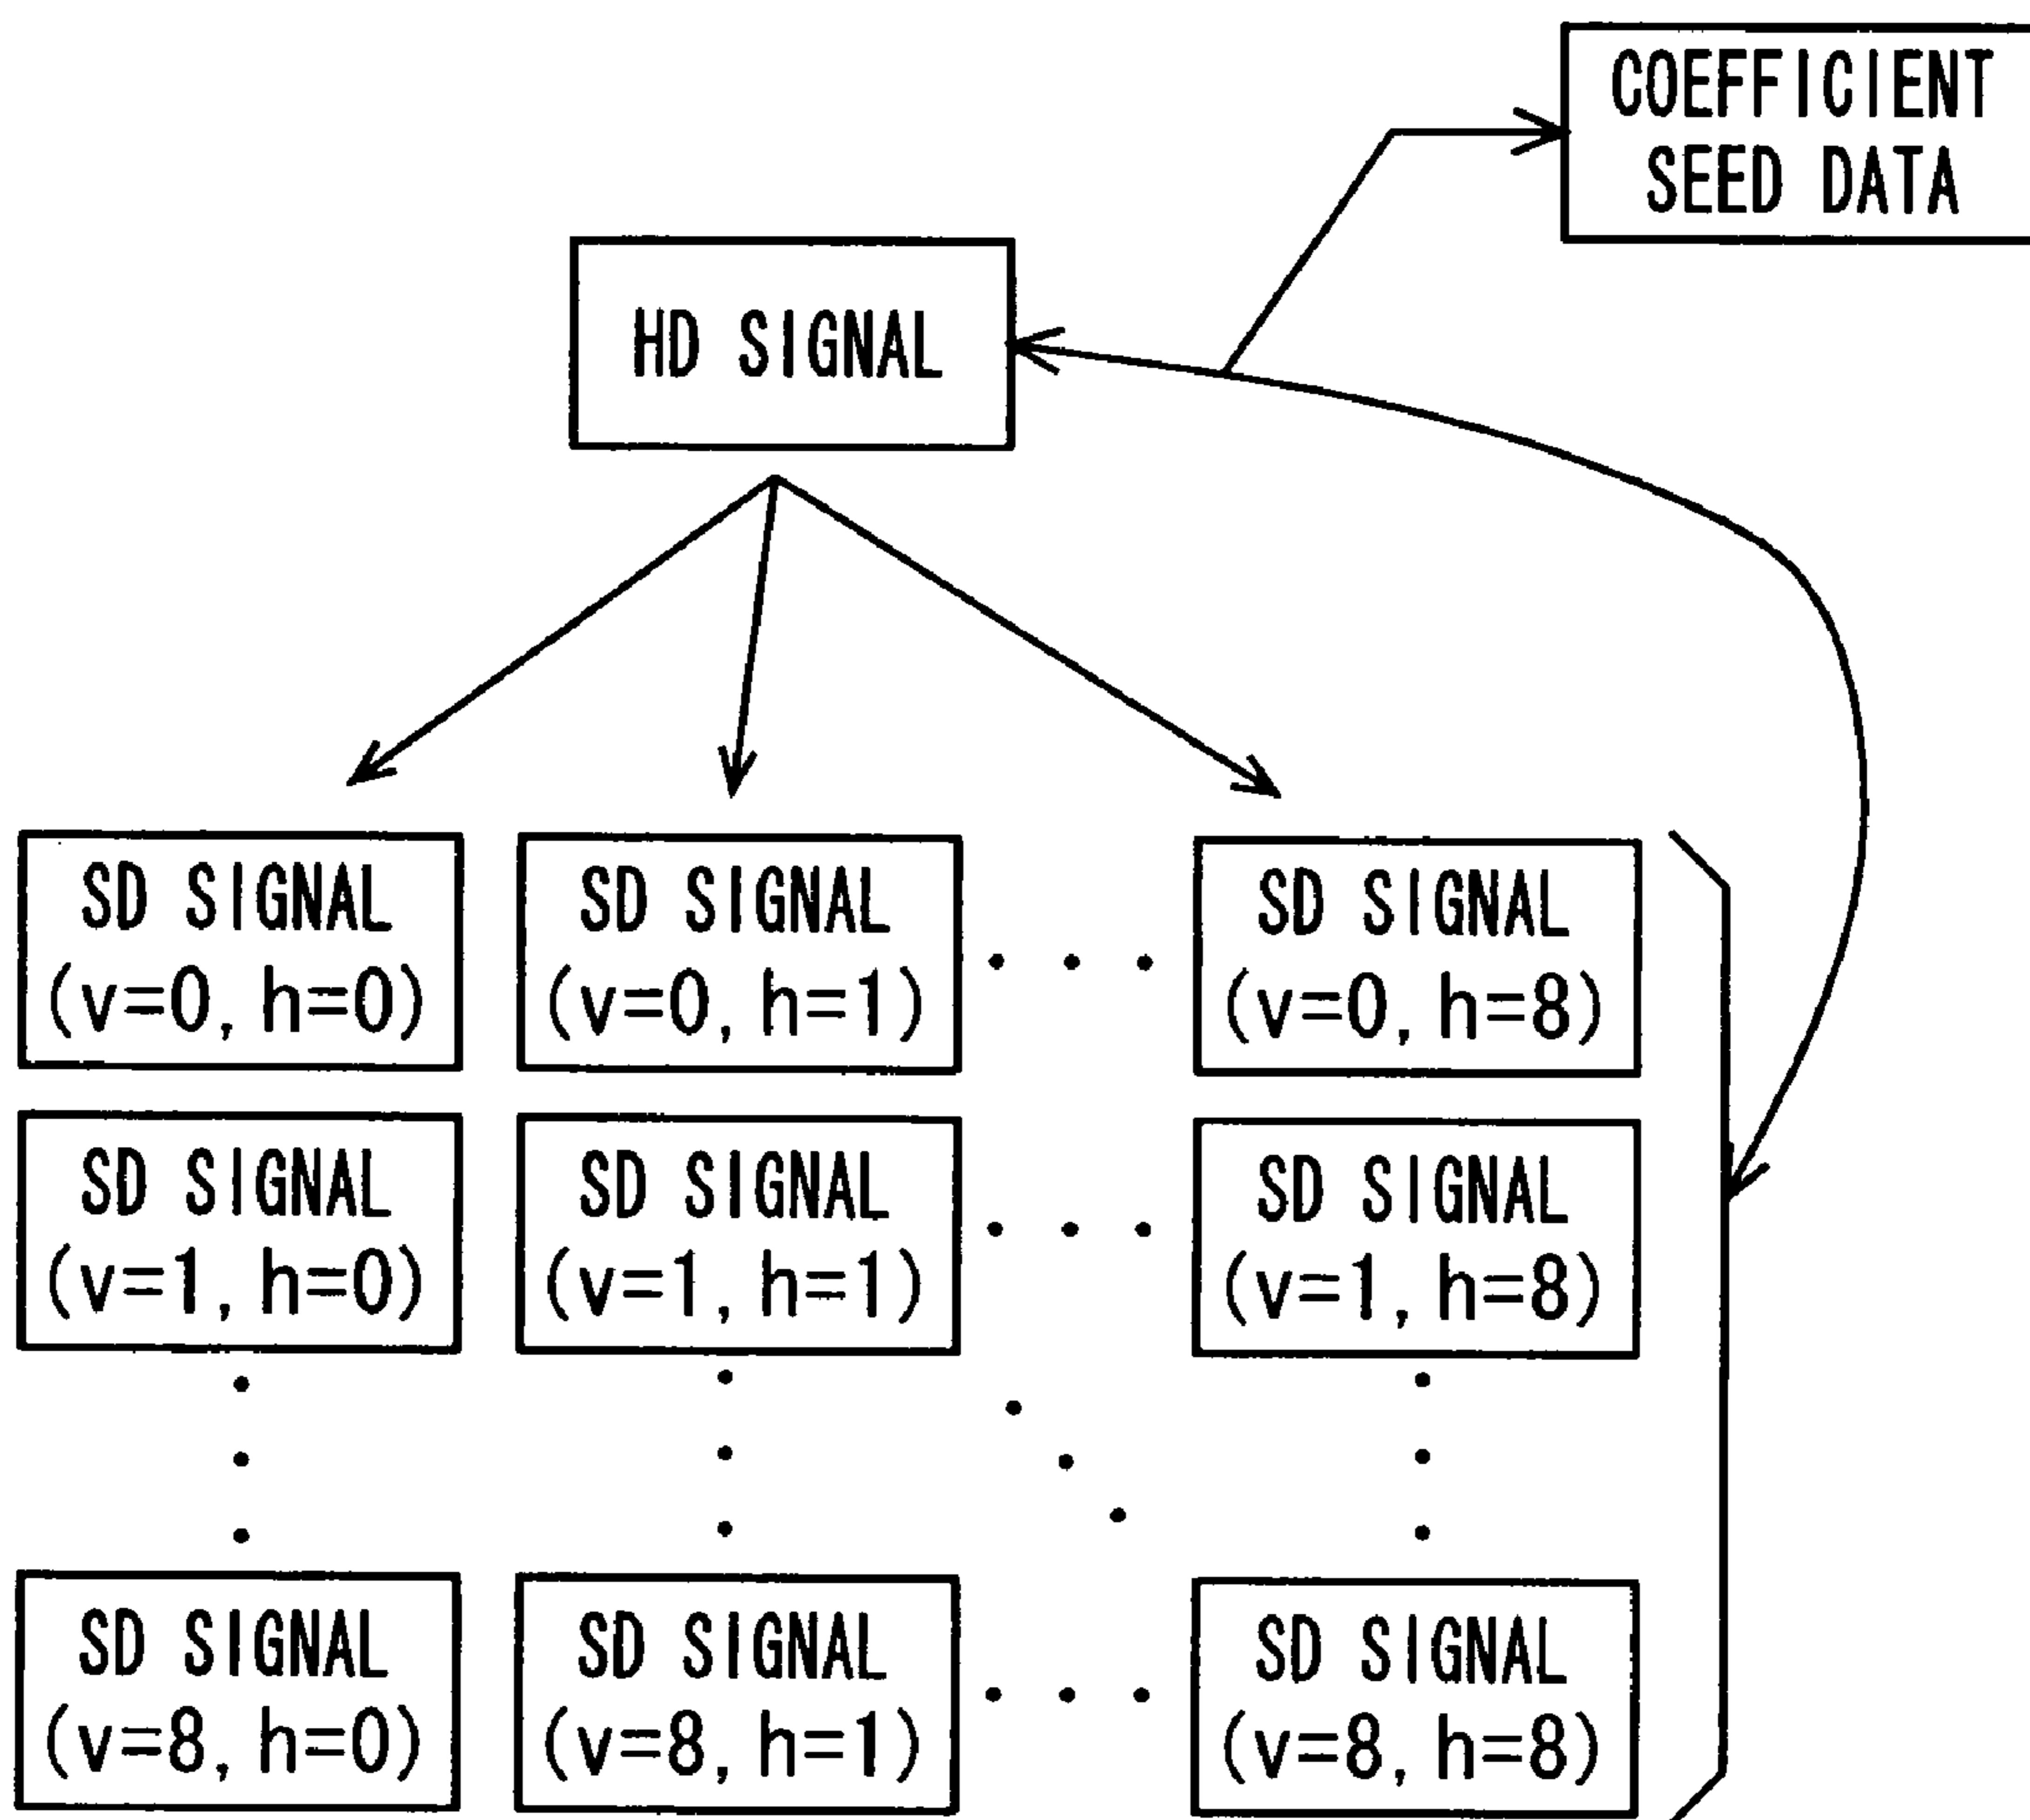 COEFFICIENT
SEED DATA
HD SIGNAL
SD SIGNAL
(v=0, h=0)
SD SIGNAL
(v=0, h=1)
SD SIGNAL
(v=0, h=8)
SD SIGNAL
(v=1, h=0)
SD SIGNAL
(v=1, h=1)
SD SIGNAL
(v=1, h=8)
SD SIGNAL
(v=8, h=0)
SD SIGNAL
(v=8, h=1)
SD SIGNAL
(v=8, h=8)